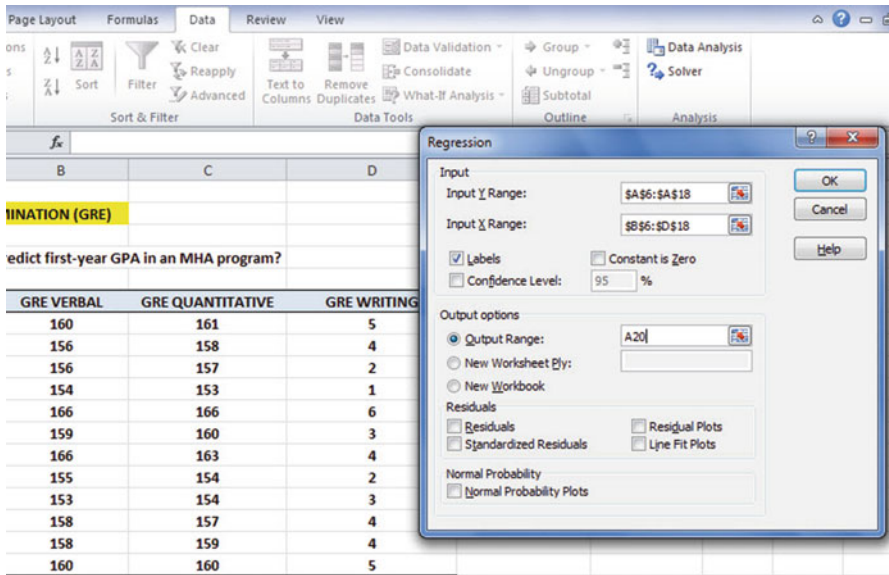 Page Layout Formulas Data Review View
ons Clear Data Validation Group Data Analysis
s Reapply Consolidate Ungroup Solver
Sort Filter Advanced Text to Columns Remove Duplicates What-If Analysis Subtotal
Sort & Filter Data Tools Outline Analysis
fx
B C D
MINATION (GRE)
redict first-year GPA in an MHA program?
GRE VERBAL GRE QUANTITATIVE GRE WRITING
160 161 5
156 158 4
156 157 2
154 153 1
166 166 6
159 160 3
166 163 4
155 154 2
153 154 3
158 157 4
158 159 4
160 160 5
Regression
Input
Input Y Range: $A$6:$A$18
Input X Range: $B$6:$D$18
Labels Constant is Zero
Confidence Level: 95 %
Output options
Output Range: A20
New Worksheet Ply:
New Workbook
Residuals
Residuals Residual Plots
Standardized Residuals Line Fit Plots
Normal Probability
Normal Probability Plots
OK
Cancel
Help